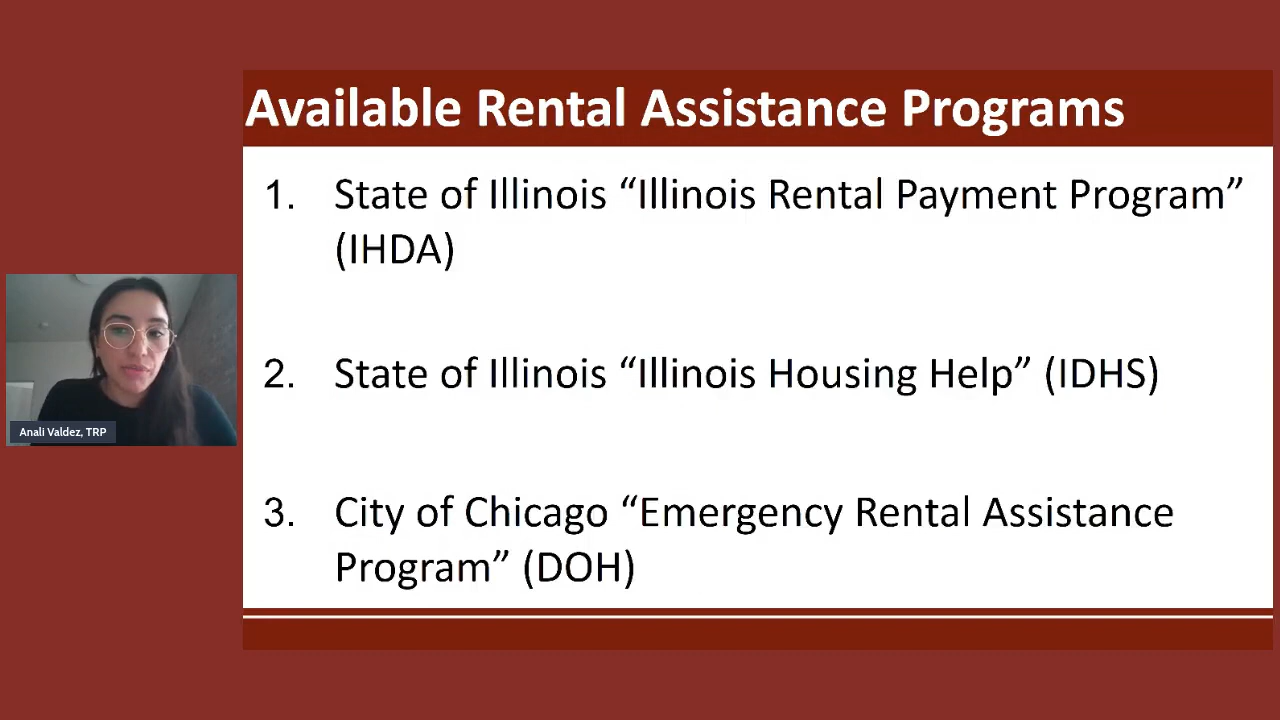 Available Rental Assistance Programs
1. State of Illinois “Illinois Rental Payment Program”
(IHDA)
2. State of Illinois “Illinois Housing Help” (IDHS)
3. City of Chicago “Emergency Rental Assistance
Program” (DOH)
Anali Valdez, TRP